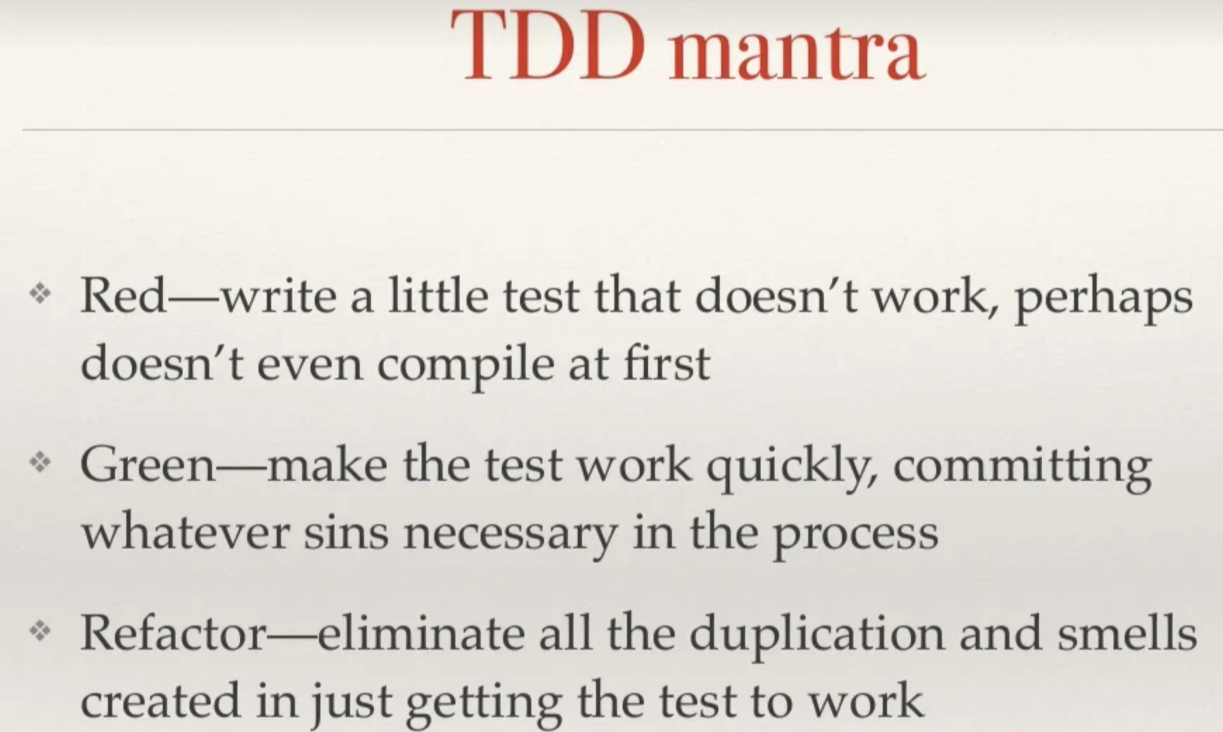 TDD mantra
Red—write a little test that doesn’t work, perhaps
doesn’t even compile at first
Green—make the test work quickly, committing
whatever sins necessary in the process
Refactor—eliminate all the duplication and smells
created in just getting the test to work